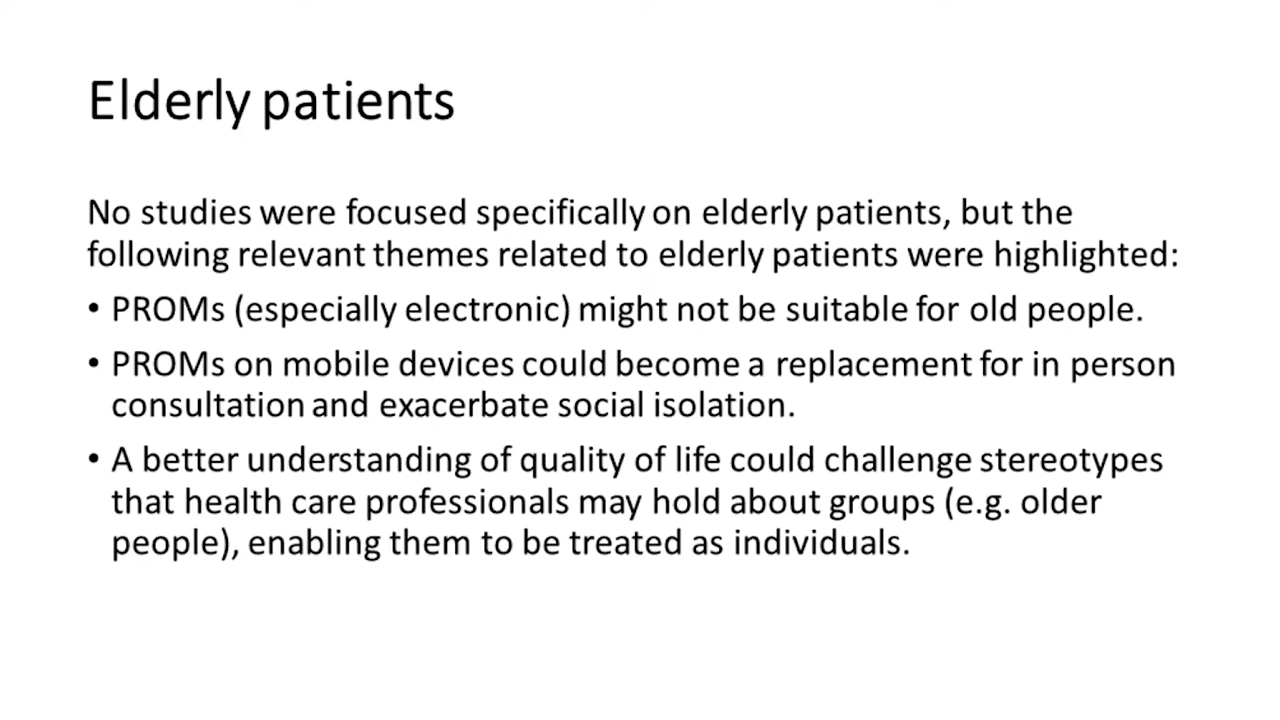 Elderly patients
No studies were focused specifically on elderly patients, but the
following relevant themes related to elderly patients were highlighted:
• PROMs (especially electronic) might not be suitable for old people.
• PROMs on mobile devices could become a replacement for in person
consultation and exacerbate social isolation.
• A better understanding of quality of life could challenge stereotypes
that health care professionals may hold about groups (e.g. older
people), enabling them to be treated as individuals.